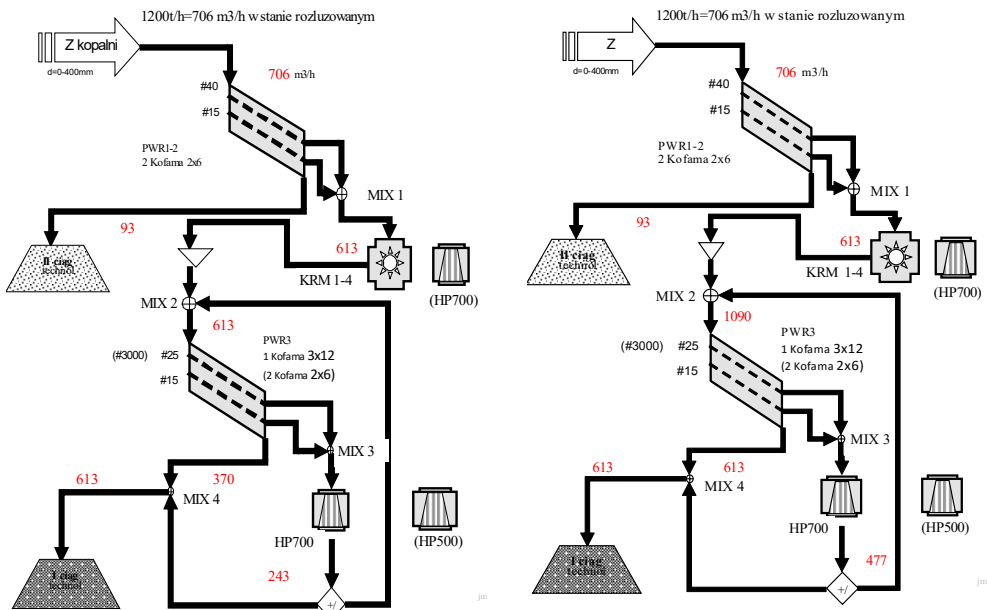 1200t/h=706 m3/h w stanie rozluzowanym
Z kopalni
d=0-400mm
706 m3/h
#40
#15
PWR1-2
2 Kofama 2x6
MIX 1
93
613
II ciag
technol
KRM 1-4
(HP700)
MIX 2
613
PWR3
(#3000) #25
1 Kofama 3x12
(2 Kofama 2x6)
#15
MIX 3
613
370
MIX 4
HP700
(HP500)
243
I ciag
technol
+/
jm
1200t/h=706 m3/h w stanie rozluzowanym
Z
d=0-400mm
706 m3/h
#40
#15
PWR1-2
2 Kofama 2x6
MIX 1
93
613
II ciag
technol
KRM 1-4
(HP700)
MIX 2
1090
PWR3
(#3000) #25
1 Kofama 3x12
(2 Kofama 2x6)
#15
MIX 3
613
613
MIX 4
HP700
(HP500)
477
I ciag
technol
+/
jm